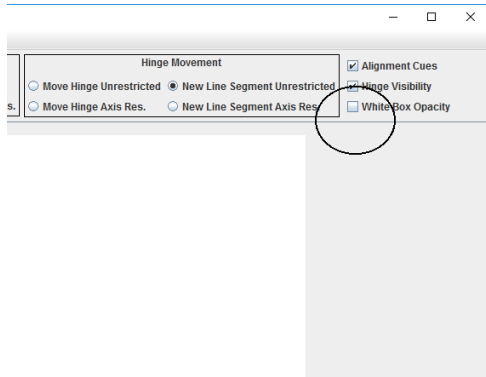 Hinge Movement
Move Hinge Unrestricted
New Line Segment Unrestricted
s.
Move Hinge Axis Res.
New Line Segment Axis Res.
Alignment Cues
Hinge Visibility
White Box Opacity